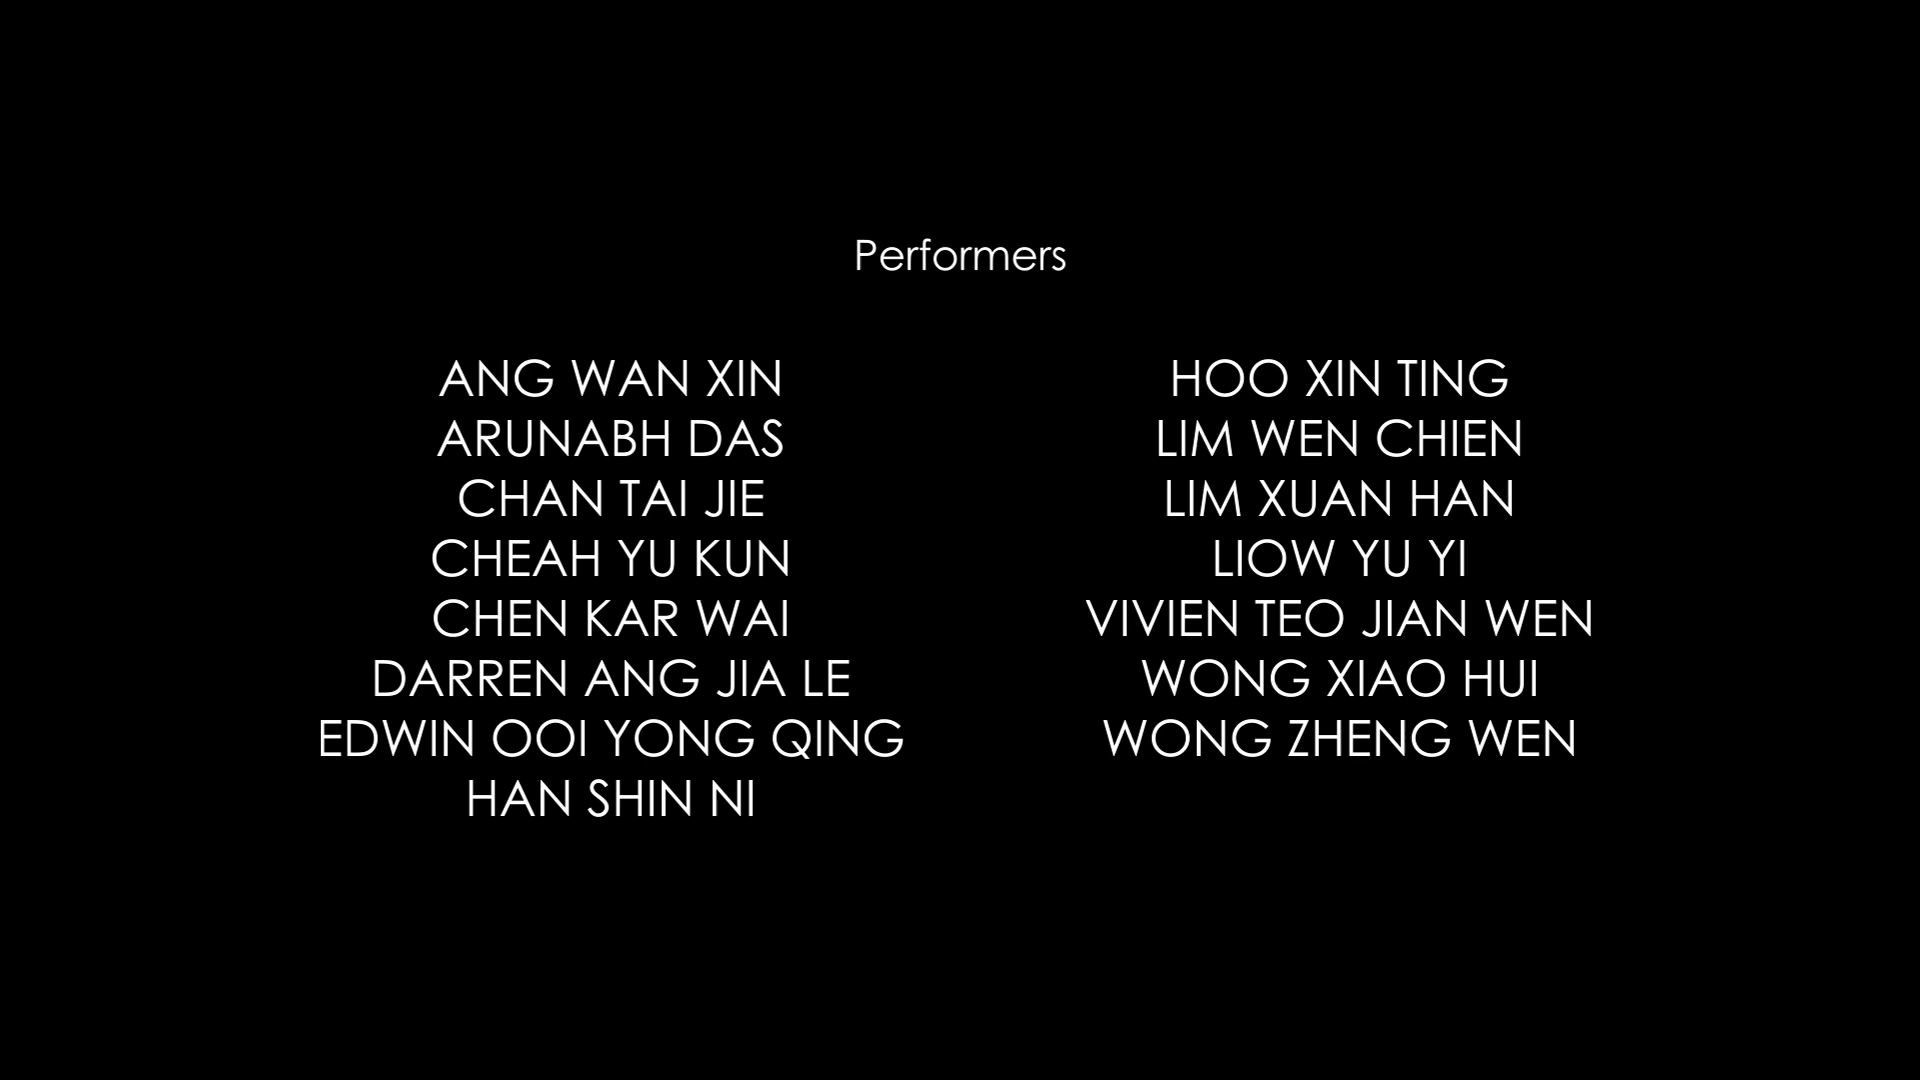 Performers
ANG WAN XIN
ARUNABH DAS
CHAN TAI JIE
CHEAH YU KUN
CHEN KAR WAI
DARREN ANG JIA LE
EDWIN OOI YONG QING
HAN SHIN NI
HOO XIN TING
LIM WEN CHIEN
LIM XUAN HAN
LIOW YU YI
VIVIEN TEO JIAN WEN
WONG XIAO HUI
WONG ZHENG WEN